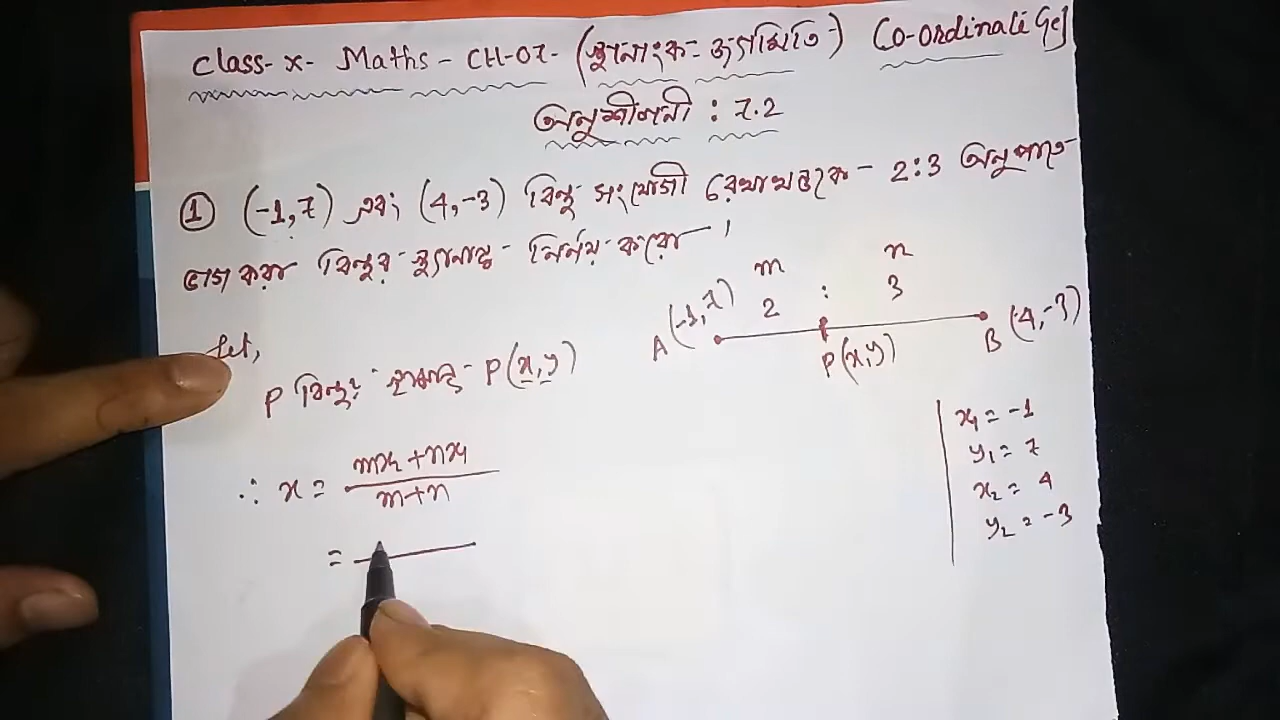 Class-x- Maths - CH-07- (স্থানাংক- জ্যামিতি-) Co-ordinate Ge
অনুশীলনী : 7.2
① (-1,7) এবং (4,-3) বিন্দু সংযোগী রেখাখণ্ডকে - 2:3 অনুপাতে
ভাগ করা বিন্দুর স্থানাঙ্ক নির্ণয় করো ।
m n
2 : 3
A (-1,7) B (4,-3)
P(x,y)
Let,
P বিন্দুর স্থানাঙ্ক P(x,y)
x₁ = -1
y₁ = 7
x₂ = 4
y₂ = -3
∴ x = mx₂+nx₁
m+n
=